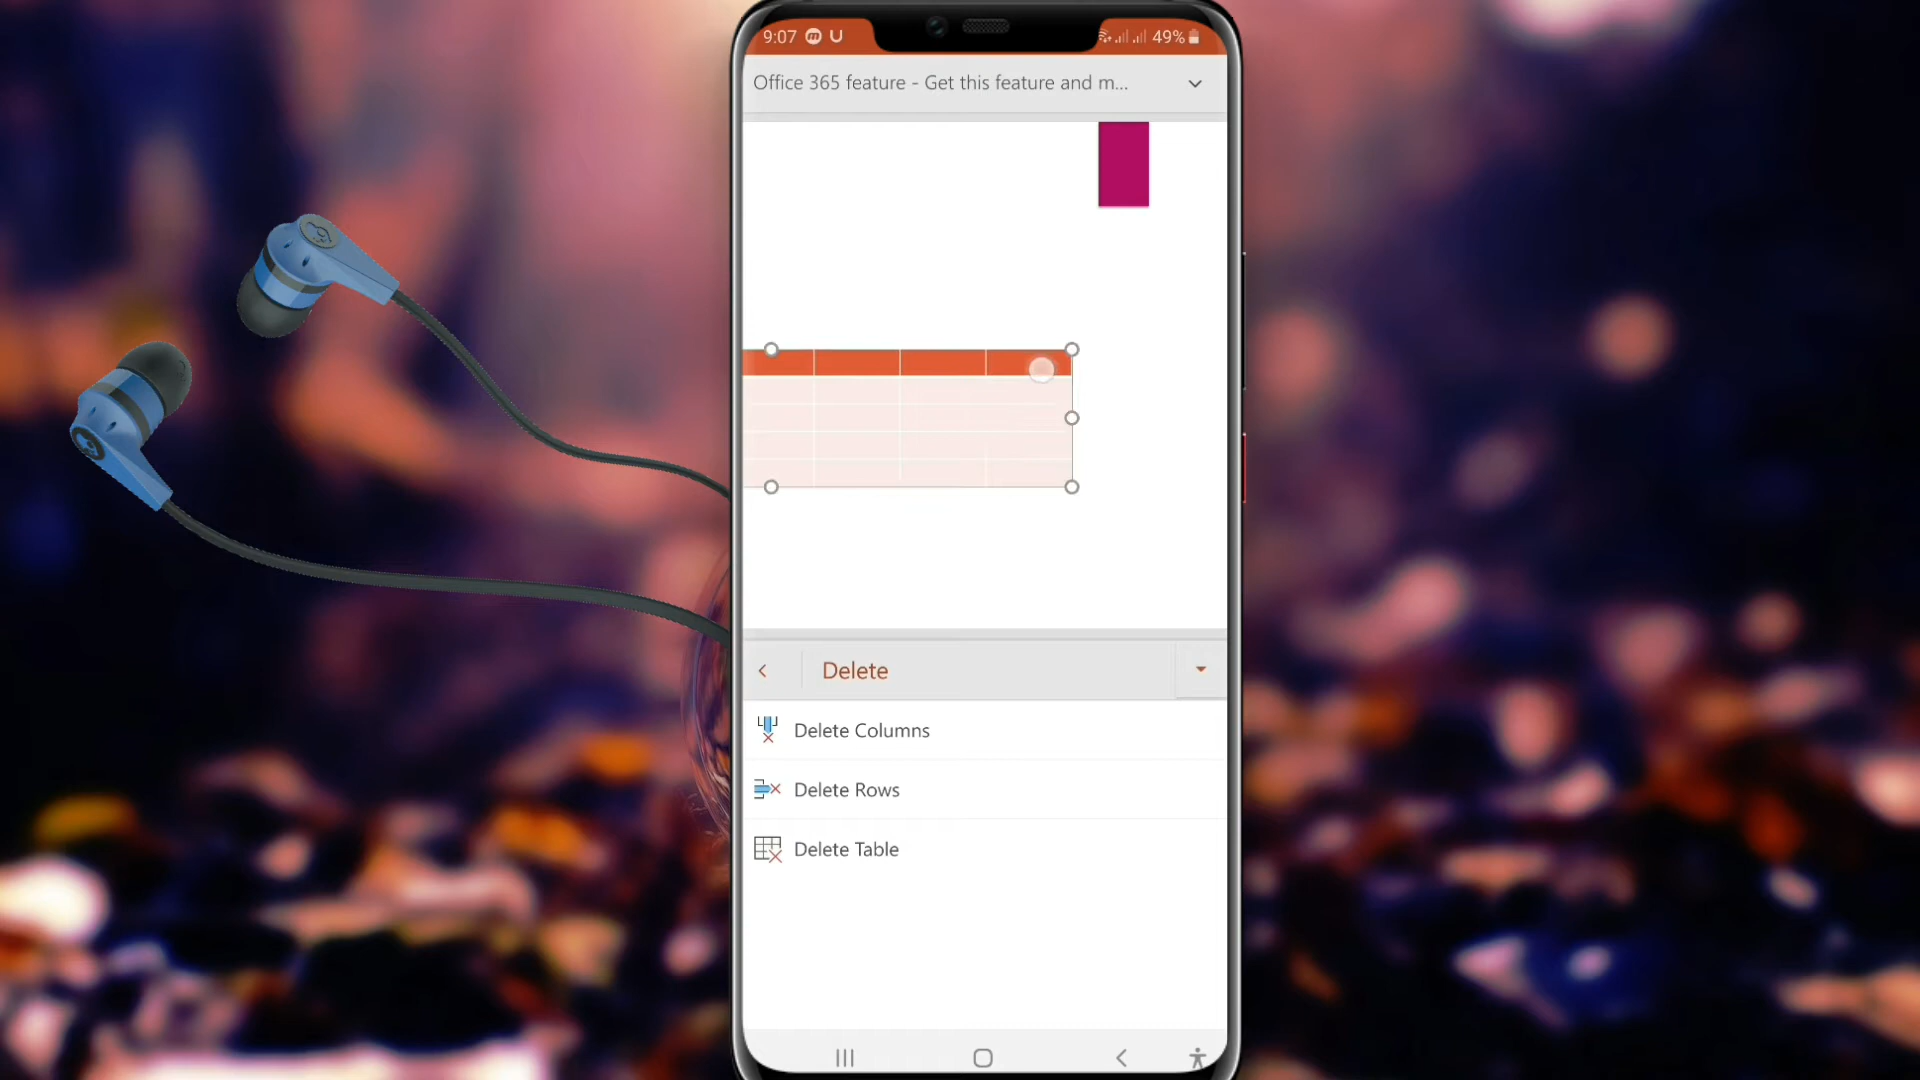 9:07 U 49%
Office 365 feature - Get this feature and m...
Delete
Delete Columns
Delete Rows
Delete Table